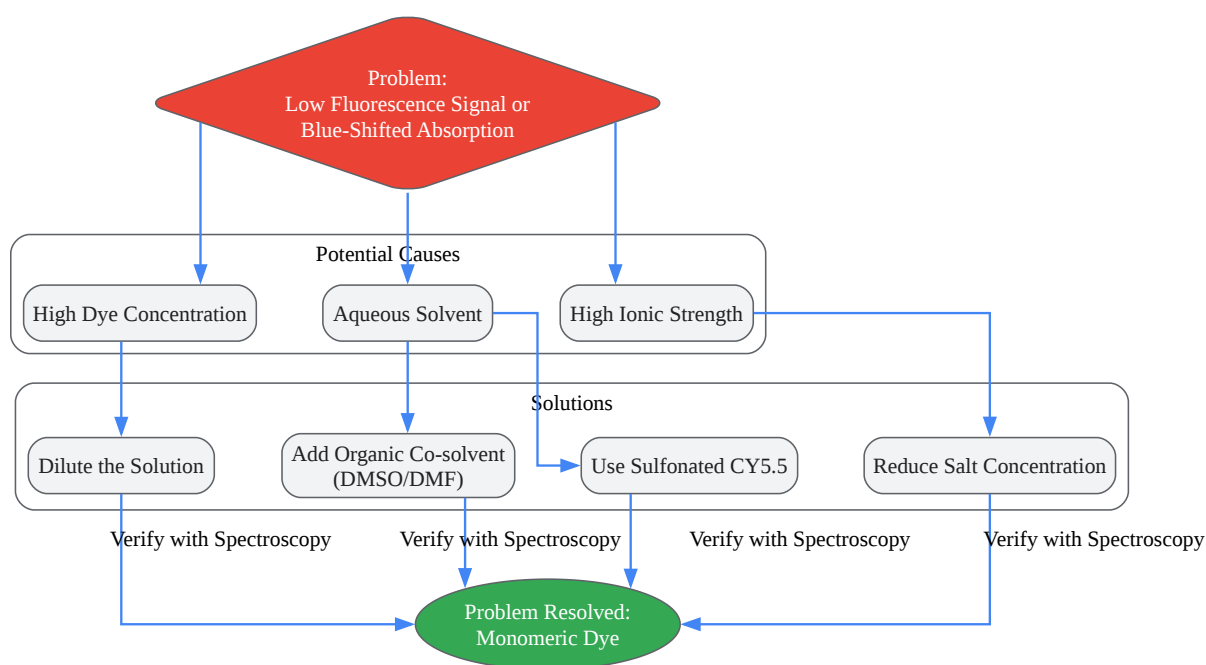 Problem:
Low Fluorescence Signal or
Blue-Shifted Absorption
Potential Causes
High Dye Concentration
Aqueous Solvent
High Ionic Strength
Solutions
Dilute the Solution
Add Organic Co-solvent
(DMSO/DMF)
Use Sulfonated CY5.5
Reduce Salt Concentration
Verify with Spectroscopy
Verify with Spectroscopy
Verify with Spectroscopy
Verify with Spectroscopy
Problem Resolved:
Monomeric Dye